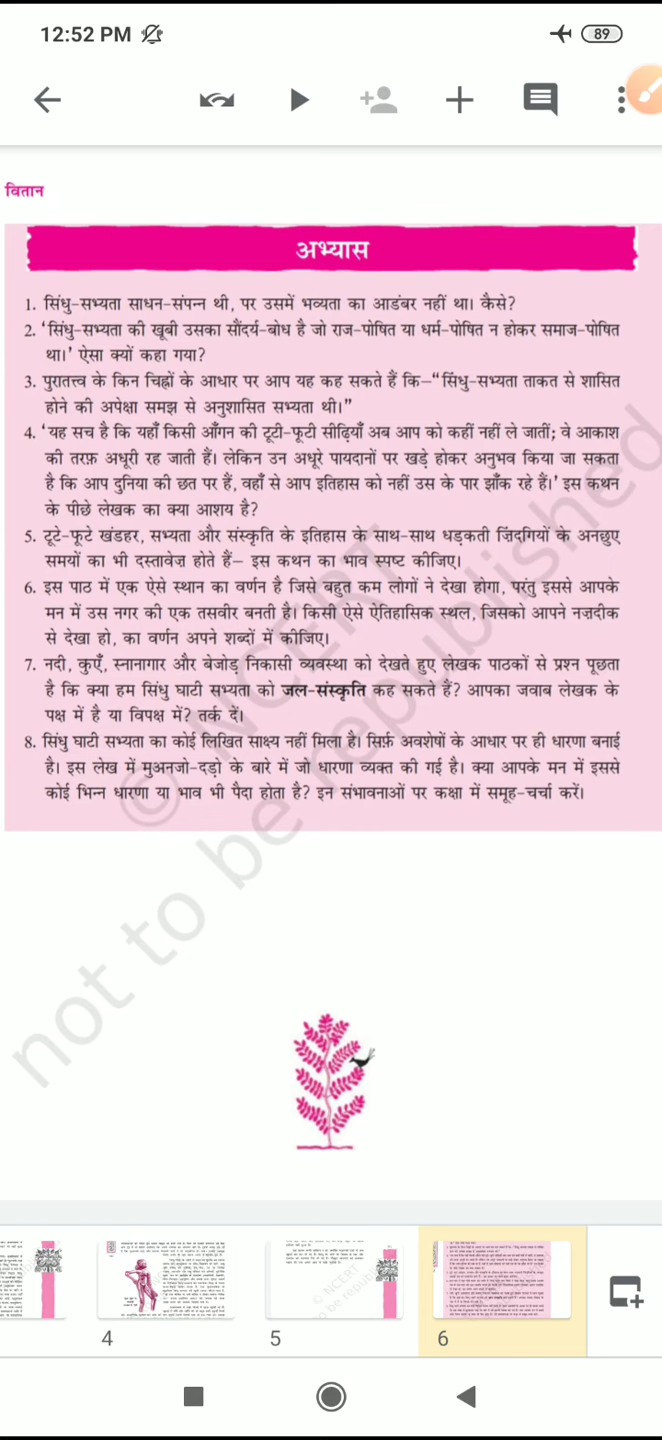 12:52 PM
89
वितान
अभ्यास
1. सिंधु-सभ्यता साधन-संपन्न थी, पर उसमें भव्यता का आडंबर नहीं था। कैसे?
2. 'सिंधु-सभ्यता की खूबी उसका सौंदर्य-बोध है जो राज-पोषित या धर्म-पोषित न होकर समाज-पोषित
था।' ऐसा क्यों कहा गया?
3. पुरातत्त्व के किन चिह्नों के आधार पर आप यह कह सकते हैं कि–"सिंधु-सभ्यता ताकत से शासित
होने की अपेक्षा समझ से अनुशासित सभ्यता थी।"
4. 'यह सच है कि यहाँ किसी आँगन की टूटी-फूटी सीढ़ियाँ अब आप को कहीं नहीं ले जातीं; वे आकाश
की तरफ़ अधूरी रह जाती हैं। लेकिन उन अधूरे पायदानों पर खड़े होकर अनुभव किया जा सकता
है कि आप दुनिया की छत पर हैं, वहाँ से आप इतिहास को नहीं उस के पार झाँक रहे हैं।' इस कथन
के पीछे लेखक का क्या आशय है?
5. टूटे-फूटे खंडहर, सभ्यता और संस्कृति के इतिहास के साथ-साथ धड़कती ज़िंदगियों के अनछुए
समयों का भी दस्तावेज़ होते हैं– इस कथन का भाव स्पष्ट कीजिए।
6. इस पाठ में एक ऐसे स्थान का वर्णन है जिसे बहुत कम लोगों ने देखा होगा, परंतु इससे आपके
मन में उस नगर की एक तसवीर बनती है। किसी ऐसे ऐतिहासिक स्थल, जिसको आपने नज़दीक
से देखा हो, का वर्णन अपने शब्दों में कीजिए।
7. नदी, कुएँ, स्नानागार और बेजोड़ निकासी व्यवस्था को देखते हुए लेखक पाठकों से प्रश्न पूछता
है कि क्या हम सिंधु घाटी सभ्यता को जल-संस्कृति कह सकते हैं? आपका जवाब लेखक के
पक्ष में है या विपक्ष में? तर्क दें।
8. सिंधु घाटी सभ्यता का कोई लिखित साक्ष्य नहीं मिला है। सिर्फ़ अवशेषों के आधार पर ही धारणा बनाई
है। इस लेख में मुअनजो-दड़ो के बारे में जो धारणा व्यक्त की गई है। क्या आपके मन में इससे
कोई भिन्न धारणा या भाव भी पैदा होता है? इन संभावनाओं पर कक्षा में समूह-चर्चा करें।
© NCERT
not to be republished
4
5
6